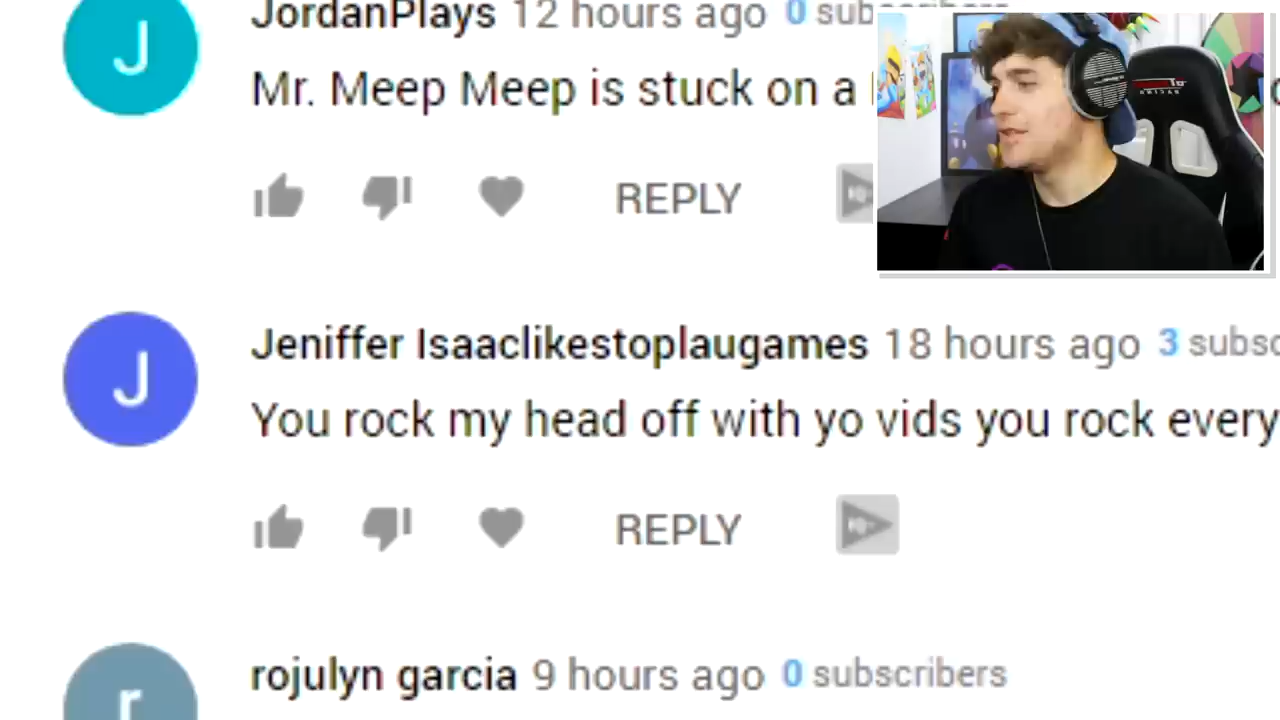 JordanPlays 12 hours ago 0 subscribers
Mr. Meep Meep is stuck on a
REPLY
Jeniffer Isaaclikestoplaugames 18 hours ago 3
You rock my head off with yo vids you rock every
REPLY
rojulyn garcia 9 hours ago 0 subscribers